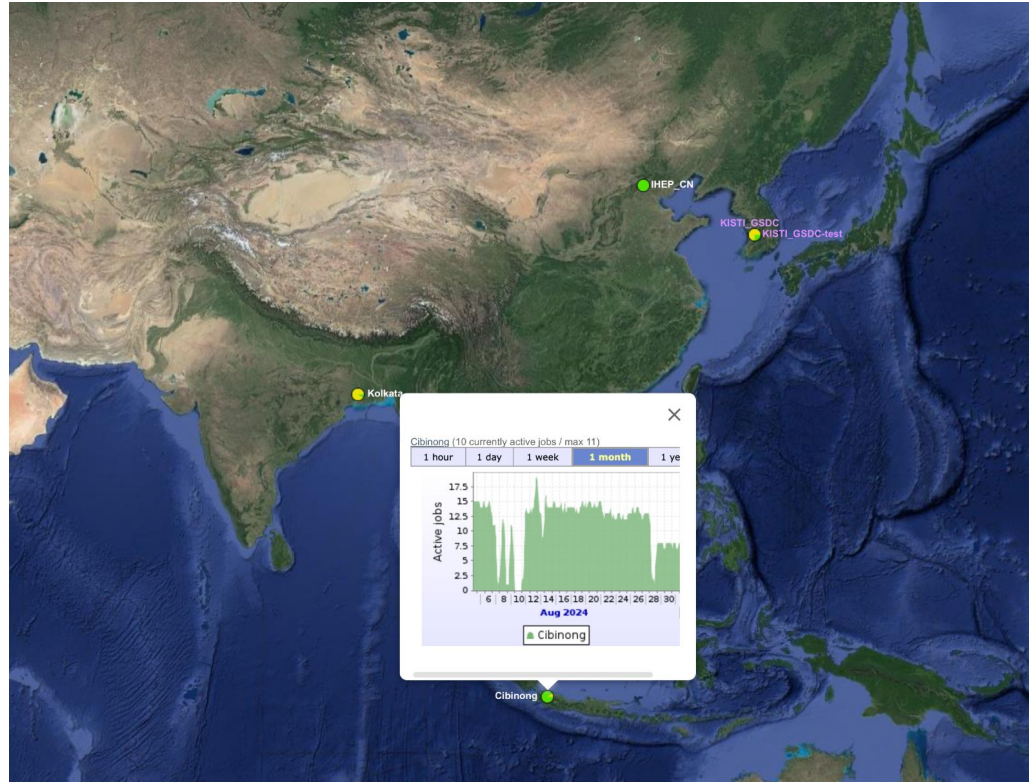 IHEP_CN
KISTI_GSDC
KISTI_GSDC-test
Kolkata
Cibinong (10 currently active jobs / max 11)
1 hour 1 day 1 week 1 month 1 ye
17.5
15
12.5
10
7.5
5
2.5
0
Active jobs
6 8 10 12 14 16 18 20 22 24 26 28 30
Aug 2024
Cibinong
Cibinong